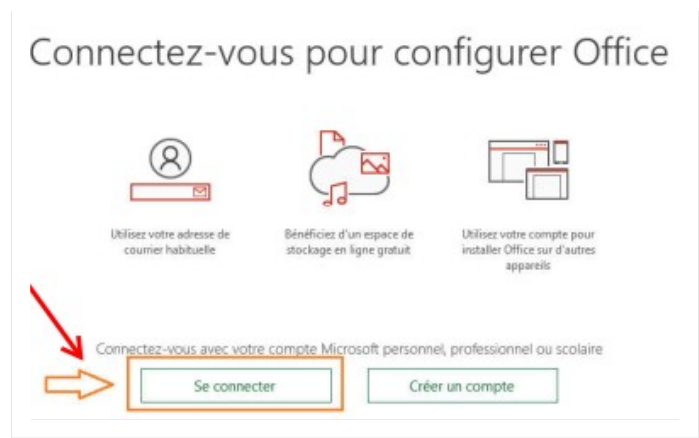 Connectez-vous pour configurer Office
Utilisez votre adresse de
courrier habituelle
Bénéficiez d'un espace de
stockage en ligne gratuit
Utilisez votre compte pour
installer Office sur d'autres
appareils
Connectez-vous avec votre compte Microsoft personnel, professionnel ou scolaire
Se connecter
Créer un compte